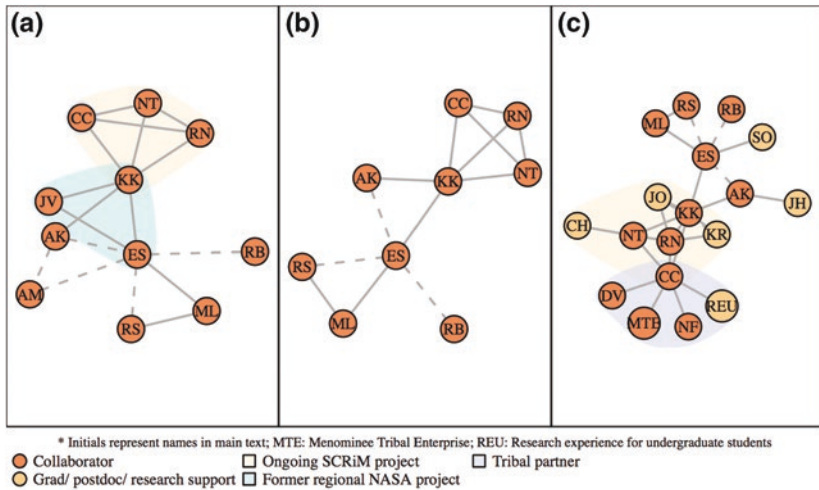 (a)
NT
CC
RN
KK
JV
AK
ES
RB
AM
RS
ML
(b)
CC
RN
NT
AK
KK
ES
RS
ML
RB
(c)
RS
RB
ML
SO
ES
AK
JO
JH
KK
CH
NT
RN
KR
CC
DV
REU
MTE
NF
* Initials represent names in main text; MTE: Menominee Tribal Enterprise; REU: Research experience for undergraduate students
Collaborator
Ongoing SCRiM project
Tribal partner
Grad/ postdoc/ research support
Former regional NASA project